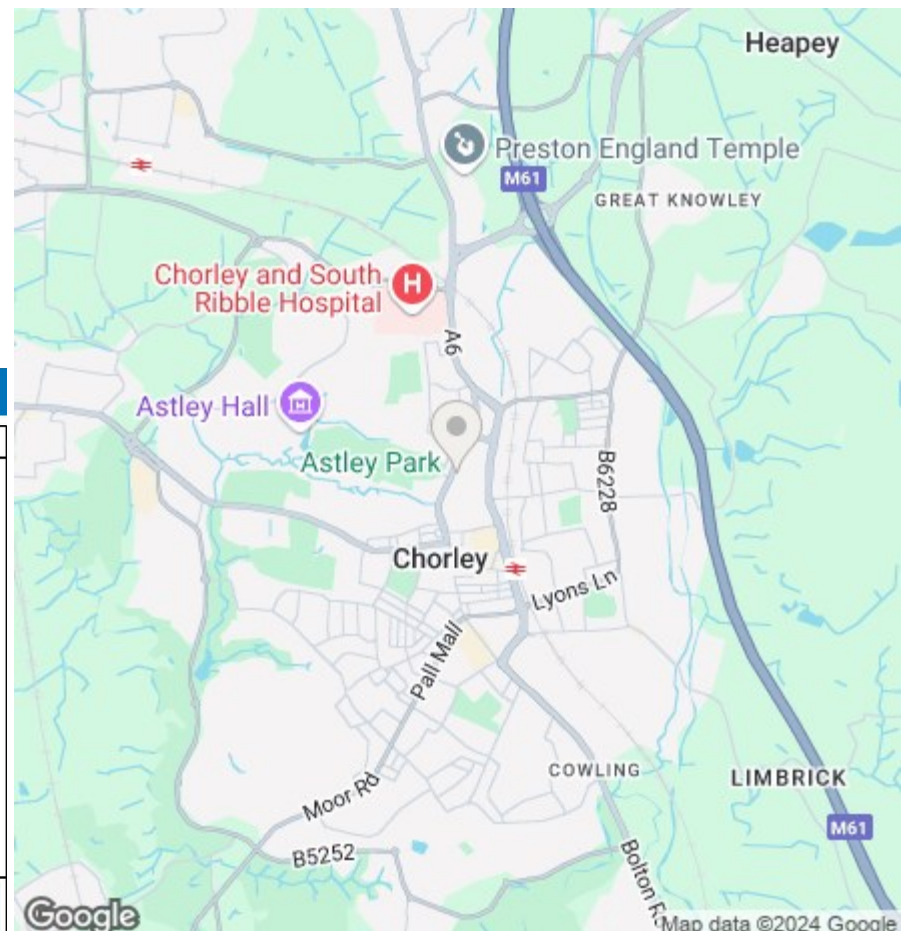 Heapey
Preston England Temple
M61
GREAT KNOWLEY
Chorley and South
Ribble Hospital
H
A6
Astley Hall
Astley Park
B6228
Chorley
Lyons Ln
Pall Mall
COWLING
LIMBRICK
Moor Rd
M61
B5252
Bolton Rd
Google
Map data ©2024 Google